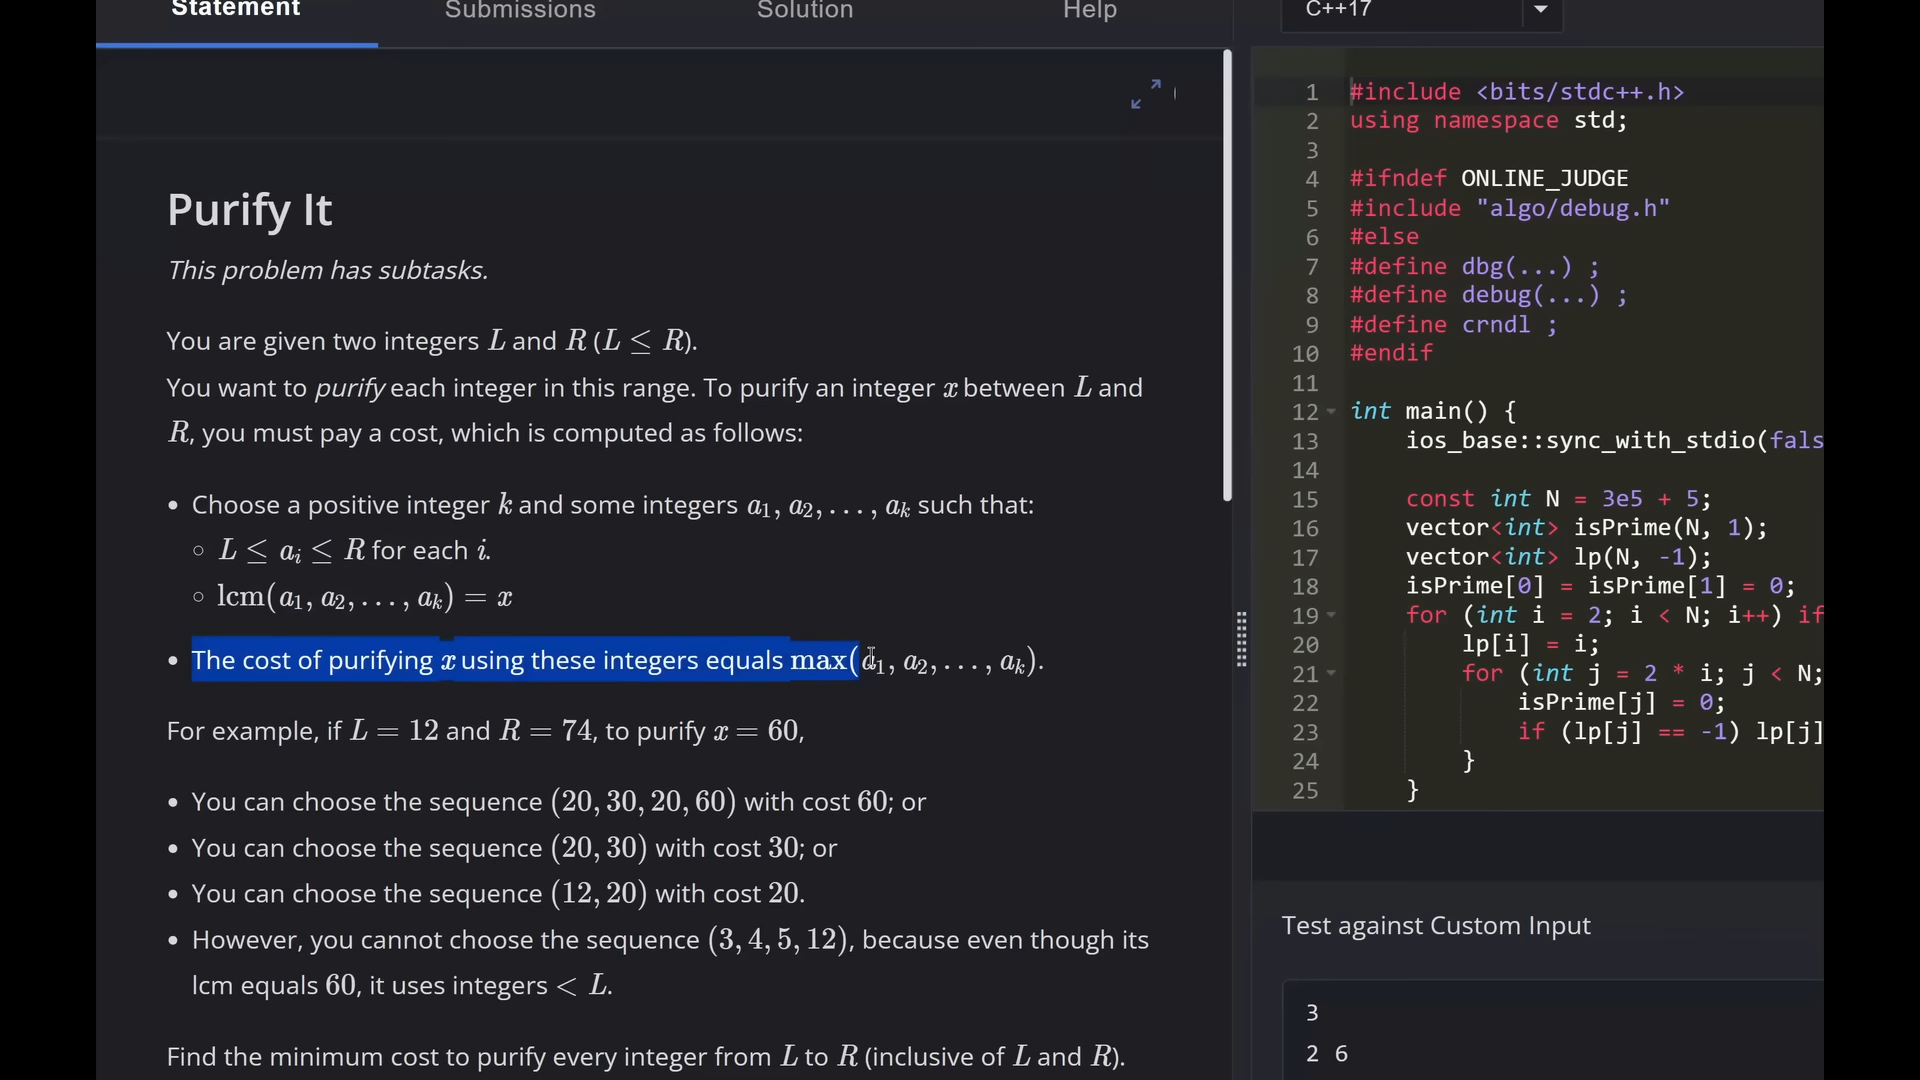 Statement Submissions Solution Help
Purify It
This problem has subtasks.
You are given two integers L and R (L ≤ R).
You want to purify each integer in this range. To purify an integer x between L and
R, you must pay a cost, which is computed as follows:
• Choose a positive integer k and some integers a₁, a₂, . . . , aₖ such that:
◦ L ≤ aᵢ ≤ R for each i.
◦ lcm(a₁, a₂, . . . , aₖ) = x
• The cost of purifying x using these integers equals max(a₁, a₂, . . . , aₖ).
For example, if L = 12 and R = 74, to purify x = 60,
• You can choose the sequence (20, 30, 20, 60) with cost 60; or
• You can choose the sequence (20, 30) with cost 30; or
• You can choose the sequence (12, 20) with cost 20.
• However, you cannot choose the sequence (3, 4, 5, 12), because even though its
lcm equals 60, it uses integers < L.
Find the minimum cost to purify every integer from L to R (inclusive of L and R).
C++17
1 #include <bits/stdc++.h>
2 using namespace std;
3
4 #ifndef ONLINE_JUDGE
5 #include "algo/debug.h"
6 #else
7 #define dbg(...) ;
8 #define debug(...) ;
9 #define crndl ;
10 #endif
11
12 int main() {
13 ios_base::sync_with_stdio(fals
14
15 const int N = 3e5 + 5;
16 vector<int> isPrime(N, 1);
17 vector<int> lp(N, -1);
18 isPrime[0] = isPrime[1] = 0;
19 for (int i = 2; i < N; i++) if
20 lp[i] = i;
21 for (int j = 2 * i; j < N;
22 isPrime[j] = 0;
23 if (lp[j] == -1) lp[j]
24 }
25 }
Test against Custom Input
3
2 6